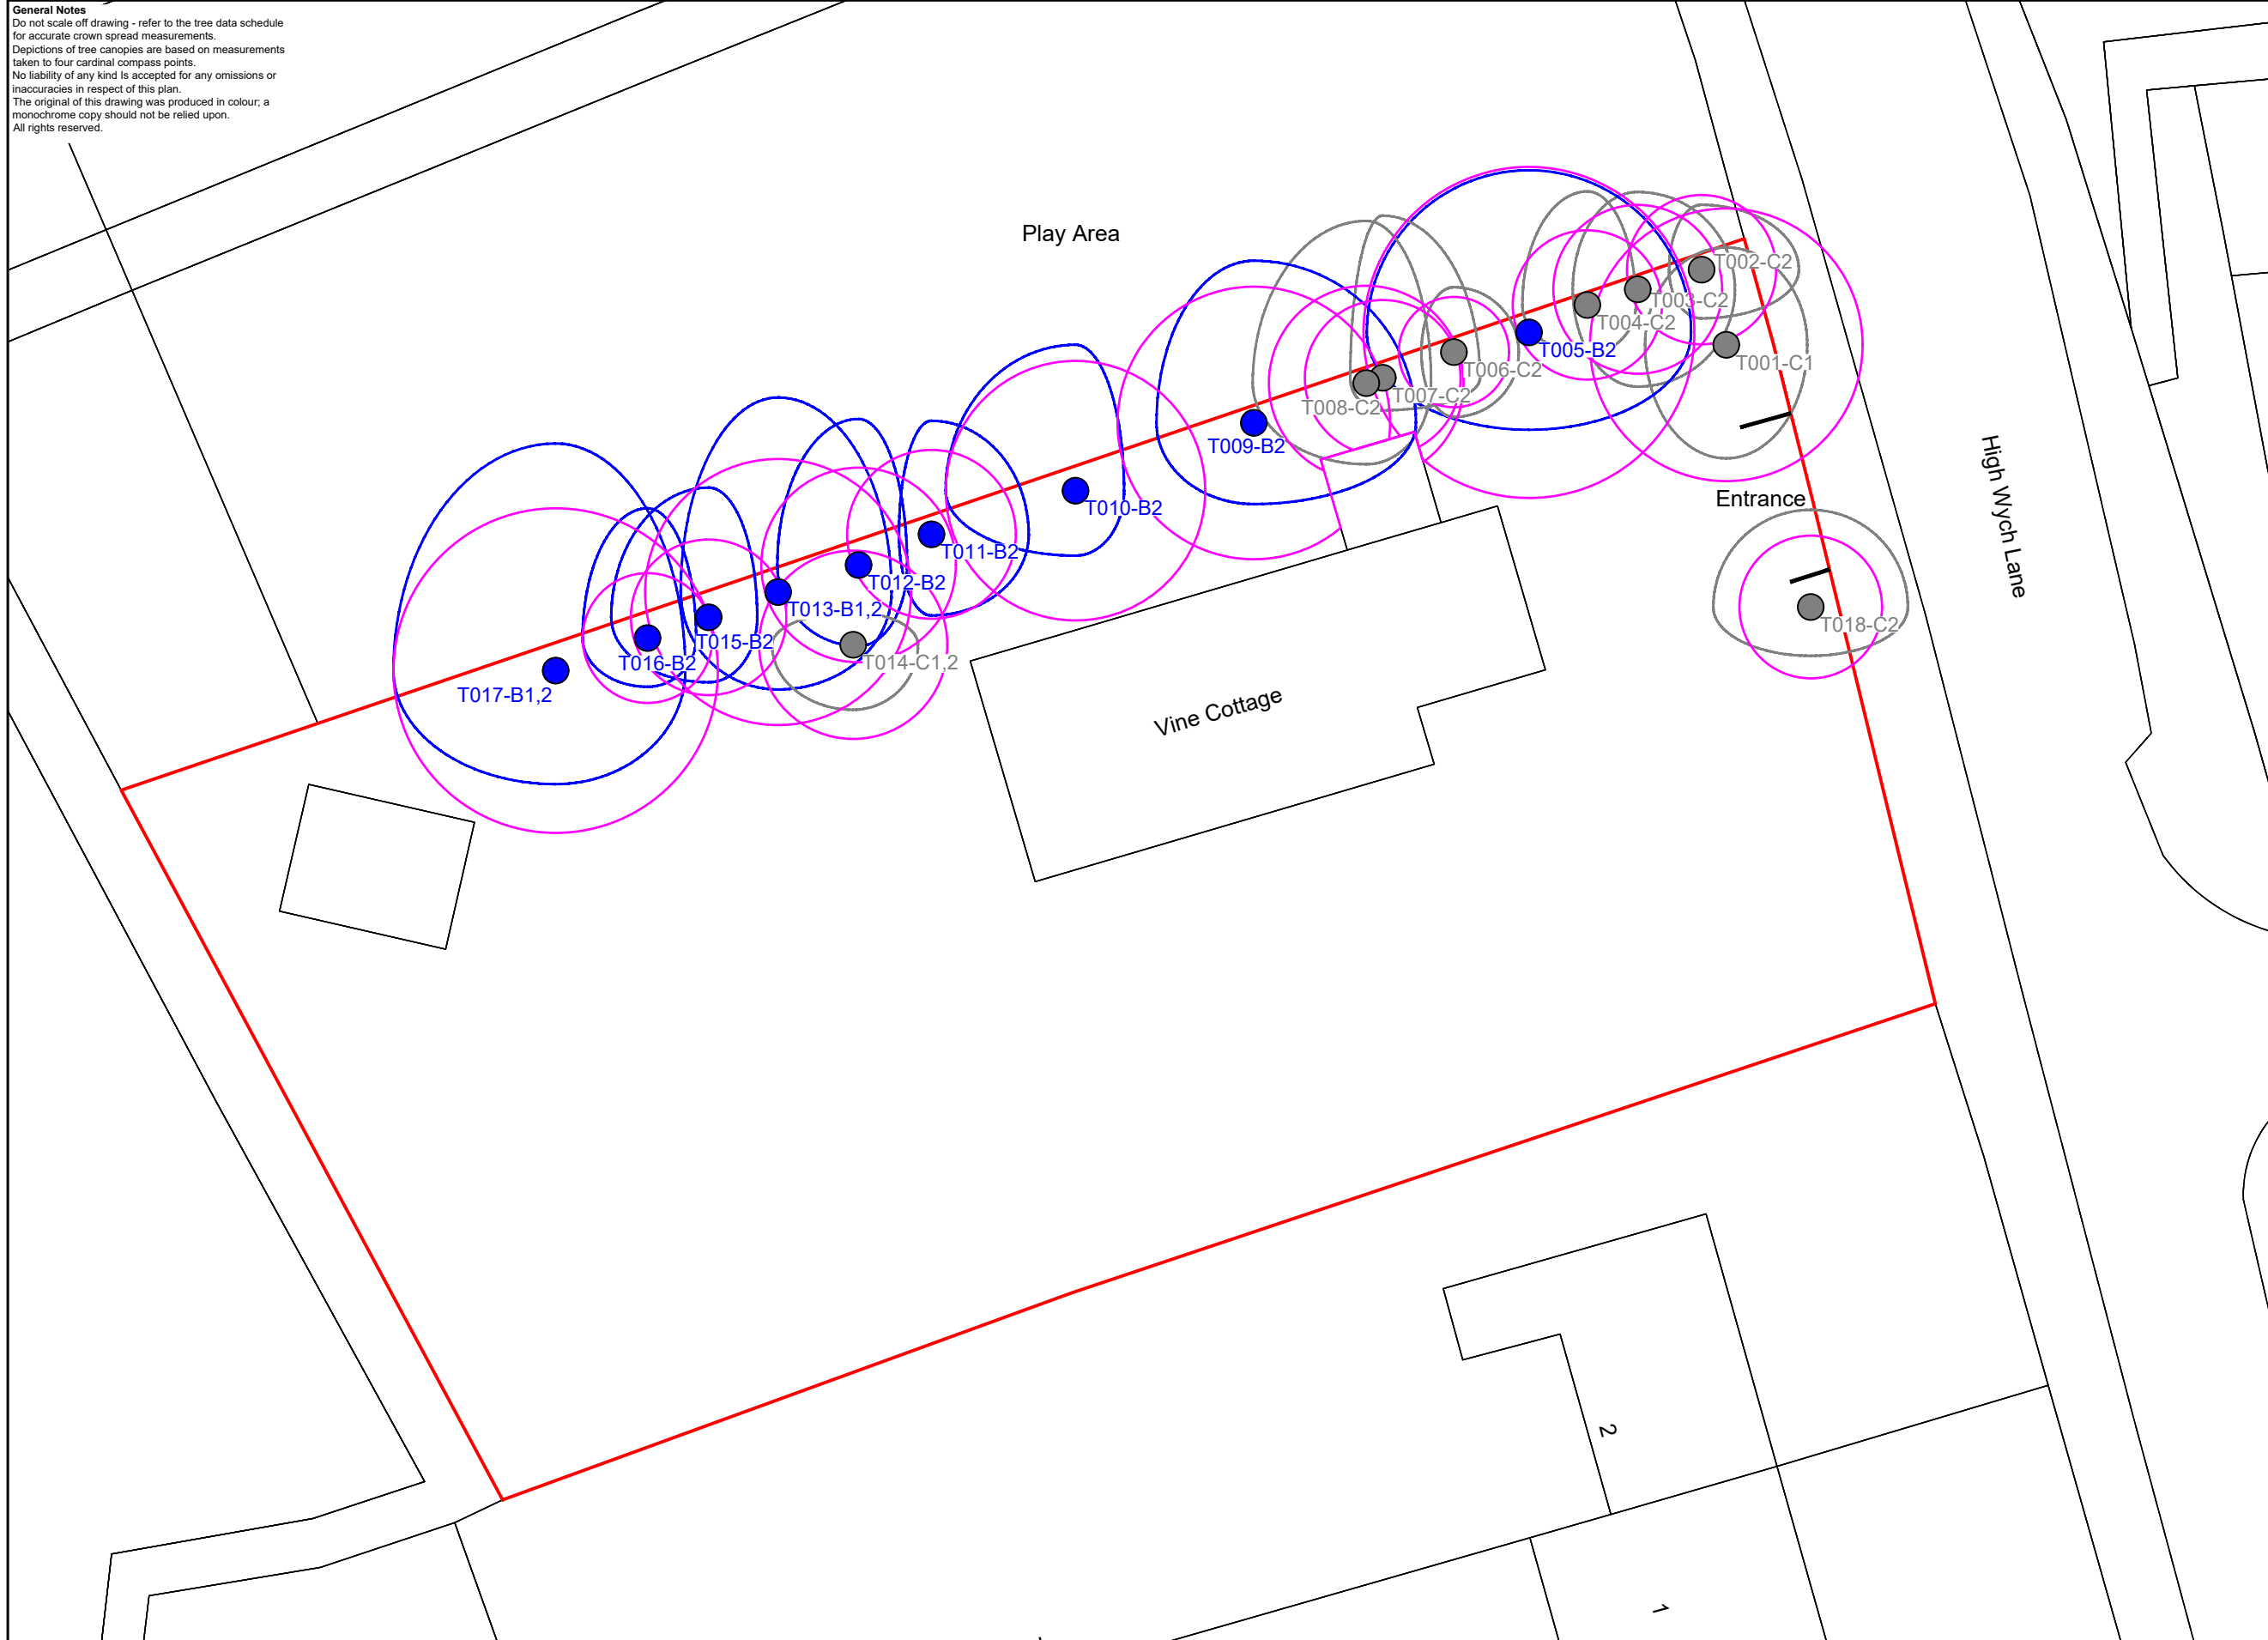 General Notes
Do not scale off drawing - refer to the tree data schedule
for accurate crown spread measurements.
Depictions of tree canopies are based on measurements
taken to four cardinal compass points.
No liability of any kind Is accepted for any omissions or
inaccuracies in respect of this plan.
The original of this drawing was produced in colour; a
monochrome copy should not be relied upon.
All rights reserved.
Play Area
T002-C2
T003-C2
T004-C2
T005-B2
T001-C1
T006-C2
T007-C2
T008-C2
T009-B2
Entrance
High Wych Lane
T010-B2
T011-B2
T012-B2
T013-B1,2
T015-B2
T016-B2
T014-C1,2
T017-B1,2
T018-C2
Vine Cottage
2
1